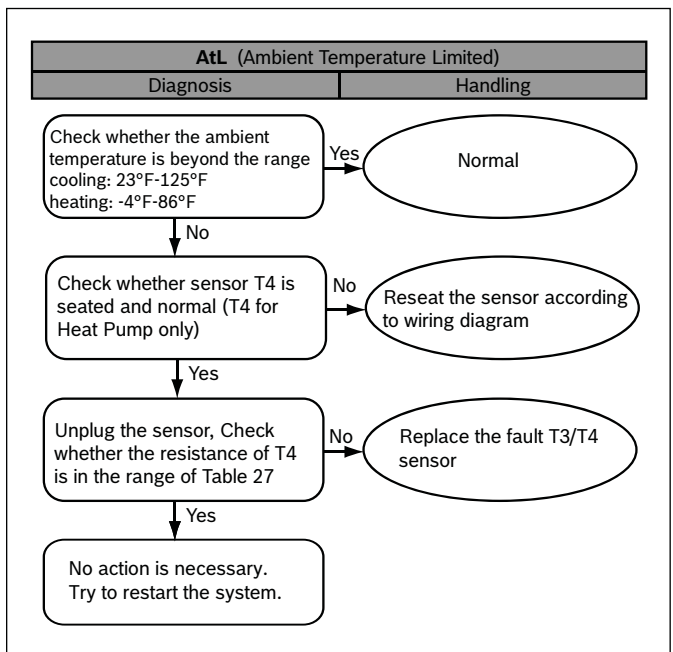 AtL (Ambient Temperature Limited)
Diagnosis
Handling
Check whether the ambient
temperature is beyond the range
cooling: 23°F-125°F
heating: -4°F-86°F
Yes
Normal
No
Check whether sensor T4 is
seated and normal (T4 for
Heat Pump only)
No
Reseat the sensor according
to wiring diagram
Yes
Unplug the sensor, Check
whether the resistance of T4
is in the range of Table 27
No
Replace the fault T3/T4
sensor
Yes
No action is necessary.
Try to restart the system.